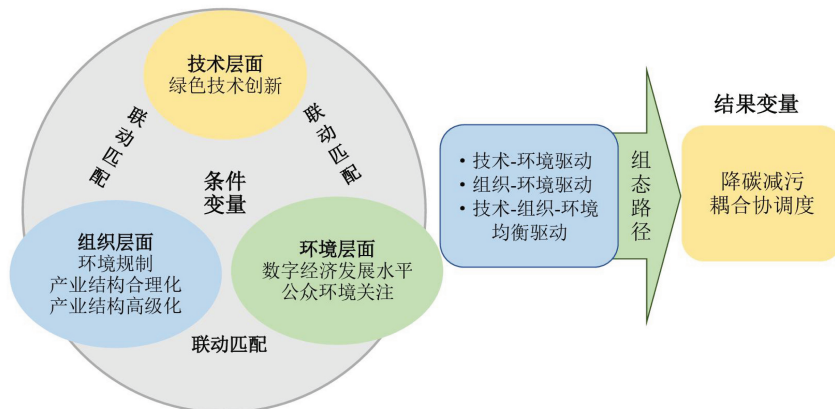 技术层面
绿色技术创新
联动匹配
联动匹配
条件
变量
组织层面
环境规制
产业结构合理化
产业结构高级化
环境层面
数字经济发展水平
公众环境关注
联动匹配
•技术-环境驱动
•组织-环境驱动
•技术-组织-环境
均衡驱动
组态路径
结果变量
降碳减污
耦合协调度